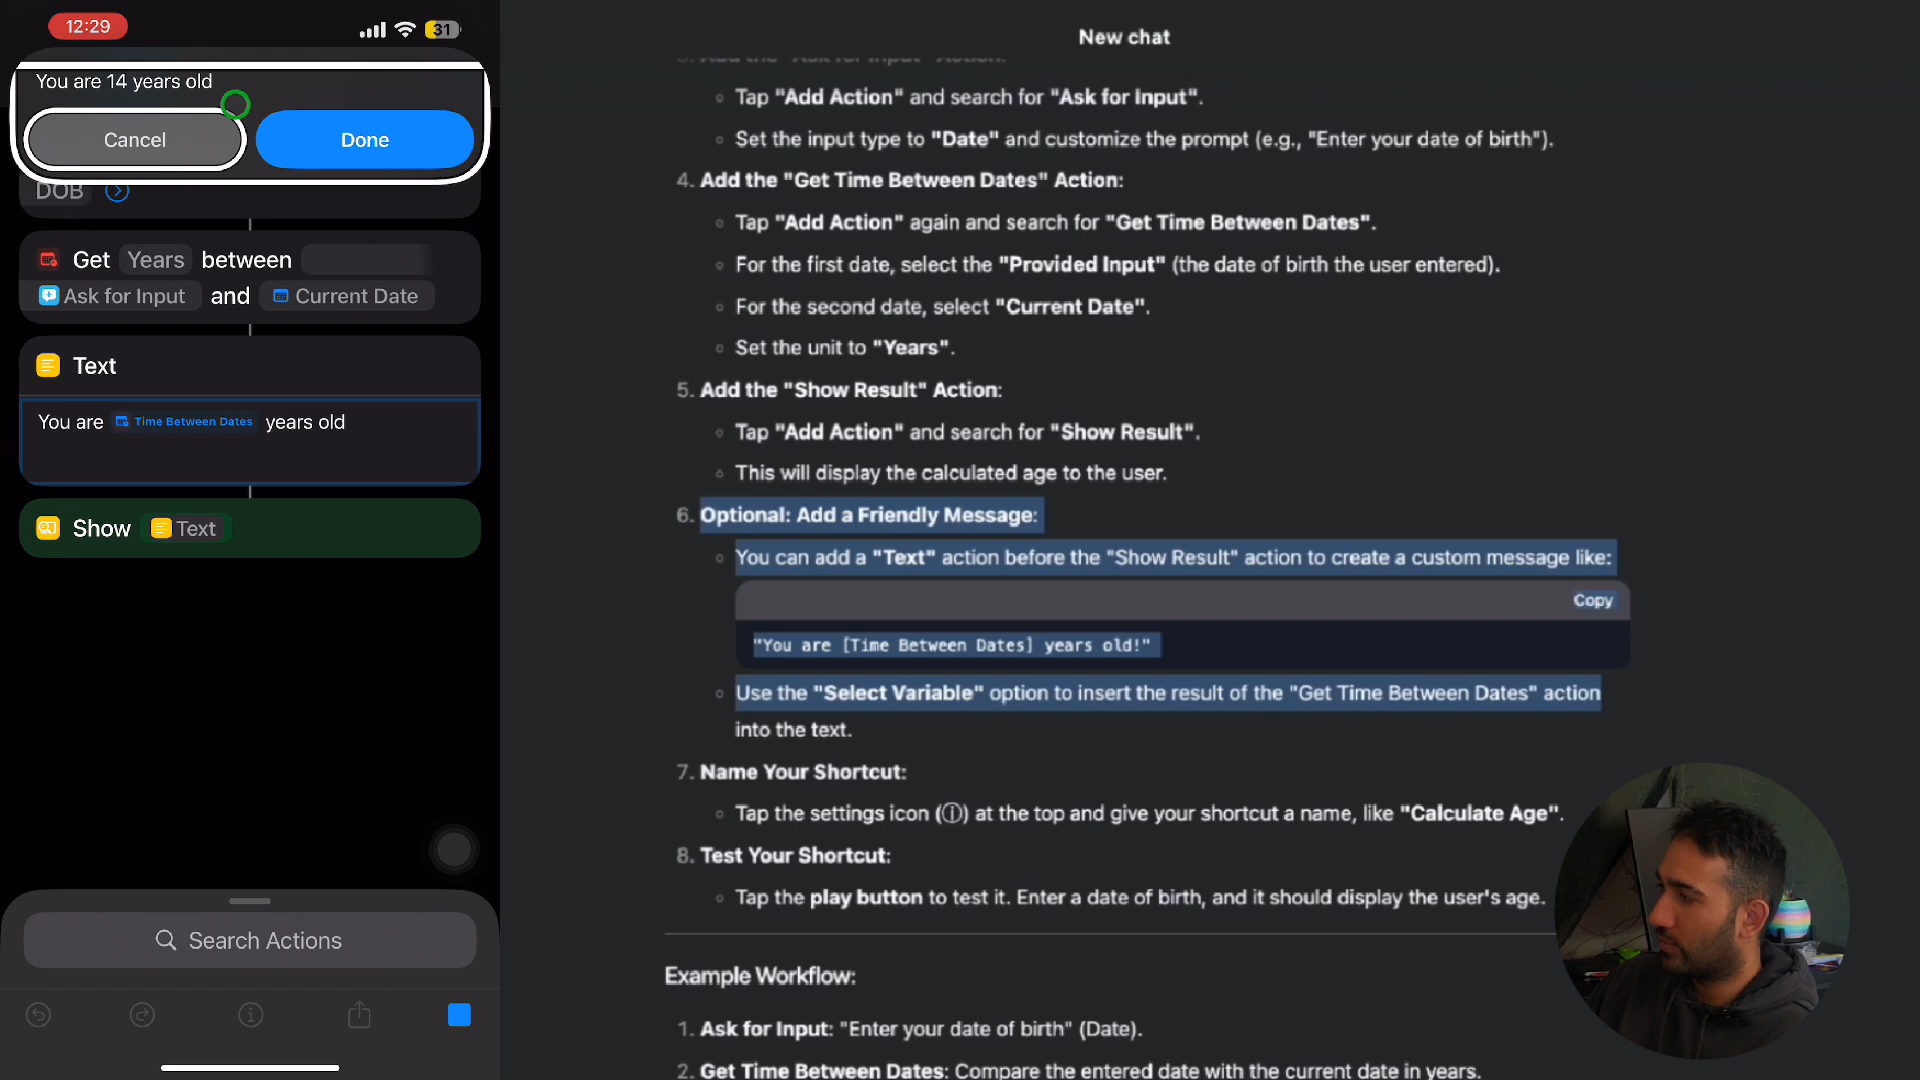 12:29
31
You are 14 years old
Cancel
Done
DOB
Get Years between
Ask for Input and Current Date
Text
You are Time Between Dates years old
Show Text
Search Actions
New chat
3. Add the "Ask for Input" Action:
Tap "Add Action" and search for "Ask for Input".
Set the input type to "Date" and customize the prompt (e.g., "Enter your date of birth").
4. Add the "Get Time Between Dates" Action:
Tap "Add Action" again and search for "Get Time Between Dates".
For the first date, select the "Provided Input" (the date of birth the user entered).
For the second date, select "Current Date".
Set the unit to "Years".
5. Add the "Show Result" Action:
Tap "Add Action" and search for "Show Result".
This will display the calculated age to the user.
6. Optional: Add a Friendly Message:
You can add a "Text" action before the "Show Result" action to create a custom message like:
Copy
"You are [Time Between Dates] years old!"
Use the "Select Variable" option to insert the result of the "Get Time Between Dates" action
into the text.
7. Name Your Shortcut:
Tap the settings icon (ⓘ) at the top and give your shortcut a name, like "Calculate Age".
8. Test Your Shortcut:
Tap the play button to test it. Enter a date of birth, and it should display the user's age.
Example Workflow:
1. Ask for Input: "Enter your date of birth" (Date).
2. Get Time Between Dates: Compare the entered date with the current date in years.